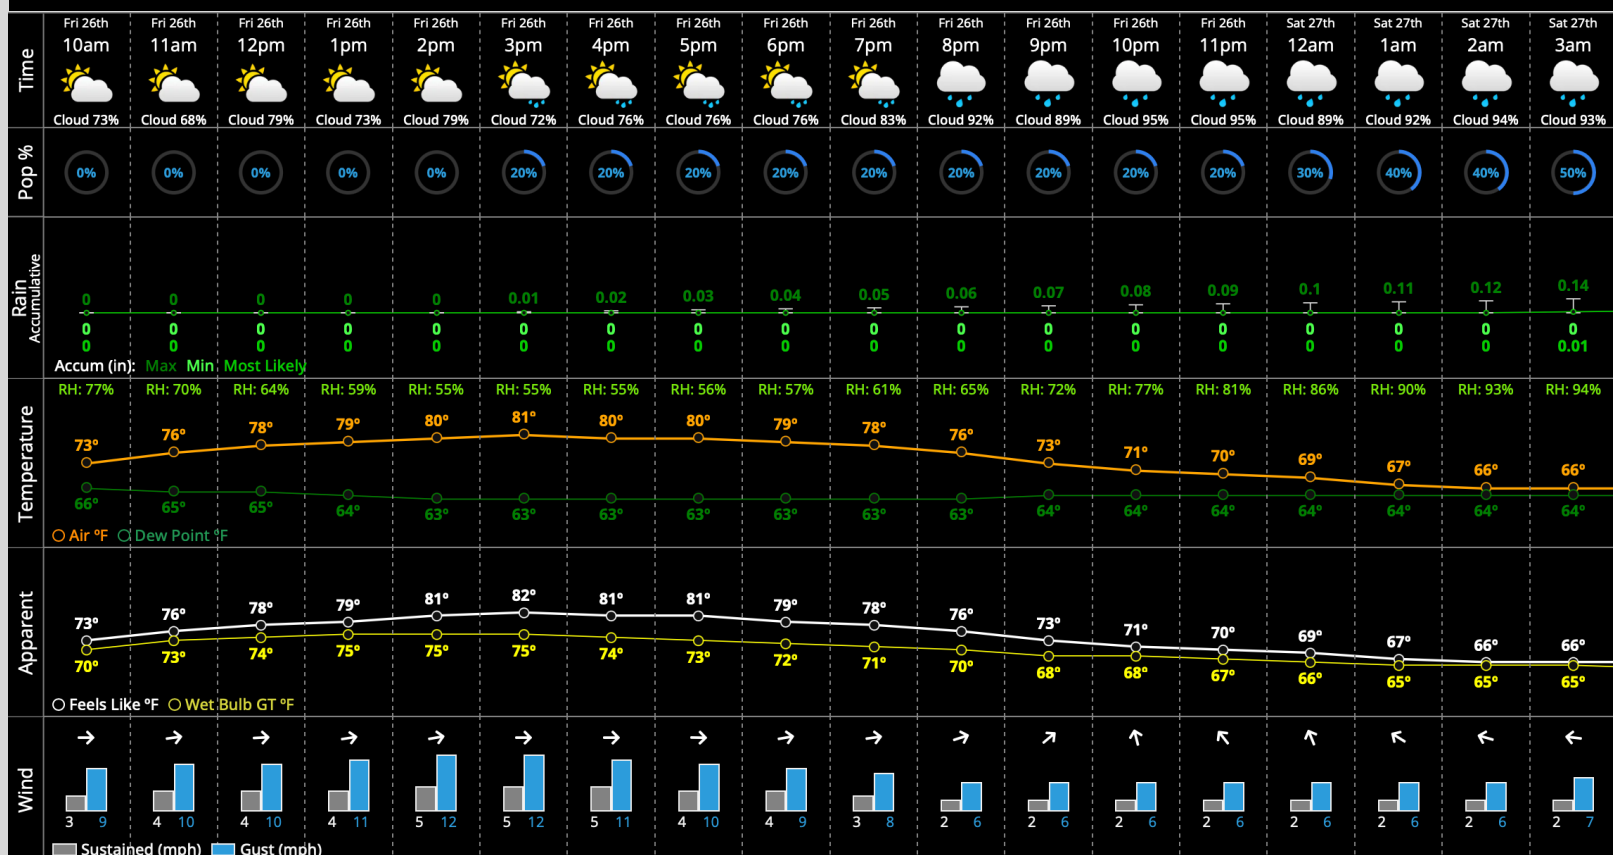 Fri 26th Fri 26th Fri 26th Fri 26th Fri 26th Fri 26th Fri 26th Fri 26th Fri 26th Fri 26th Fri 26th Fri 26th Fri 26th Fri 26th Sat 27th Sat 27th Sat 27th Sat 27th
Time 10am 11am 12pm 1pm 2pm 3pm 4pm 5pm 6pm 7pm 8pm 9pm 10pm 11pm 12am 1am 2am 3am
Cloud 73% Cloud 68% Cloud 79% Cloud 73% Cloud 79% Cloud 72% Cloud 76% Cloud 76% Cloud 76% Cloud 83% Cloud 92% Cloud 89% Cloud 95% Cloud 95% Cloud 89% Cloud 92% Cloud 94% Cloud 93%
Pop % 0% 0% 0% 0% 0% 20% 20% 20% 20% 20% 20% 20% 20% 20% 30% 40% 40% 50%
Rain
Accumulative
0 0 0 0 0 0.01 0.02 0.03 0.04 0.05 0.06 0.07 0.08 0.09 0.1 0.11 0.12 0.14
0 0 0 0 0 0 0 0 0 0 0 0 0 0 0 0 0 0
0 0 0 0 0 0 0 0 0 0 0 0 0 0 0 0 0 0.01
Accum (in): Max Min Most Likely
RH: 77% RH: 70% RH: 64% RH: 59% RH: 55% RH: 55% RH: 55% RH: 56% RH: 57% RH: 61% RH: 65% RH: 72% RH: 77% RH: 81% RH: 86% RH: 90% RH: 93% RH: 94%
Temperature
73° 76° 78° 79° 80° 81° 80° 80° 79° 78° 76° 73° 71° 70° 69° 67° 66° 66°
66° 65° 65° 64° 63° 63° 63° 63° 63° 63° 63° 64° 64° 64° 64° 64° 64° 64°
Air ºF Dew Point ºF
Apparent
73° 76° 78° 79° 81° 82° 81° 81° 79° 78° 76° 73° 71° 70° 69° 67° 66° 66°
70° 73° 74° 75° 75° 75° 74° 73° 72° 71° 70° 68° 68° 67° 66° 65° 65° 65°
Feels Like ºF Wet Bulb GT ºF
Wind
3 9 4 10 4 10 4 11 5 12 5 12 5 11 4 10 4 9 3 8 2 6 2 6 2 6 2 6 2 6 2 6 2 6 2 7
Sustained (mph) Gust (mph)